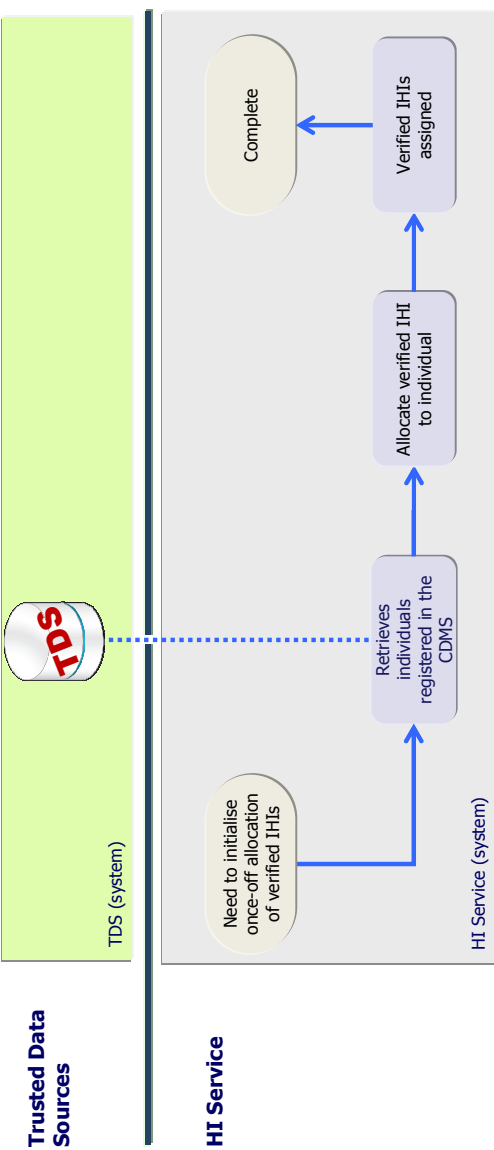 Trusted Data
Sources
TDS
TDS (system)
HI Service
Need to initialise
once-off allocation
of verified IHIs
Retrieves
individuals
registered in the
CDMS
Allocate verified IHI
to individual
Verified IHIs
assigned
Complete
HI Service (system)